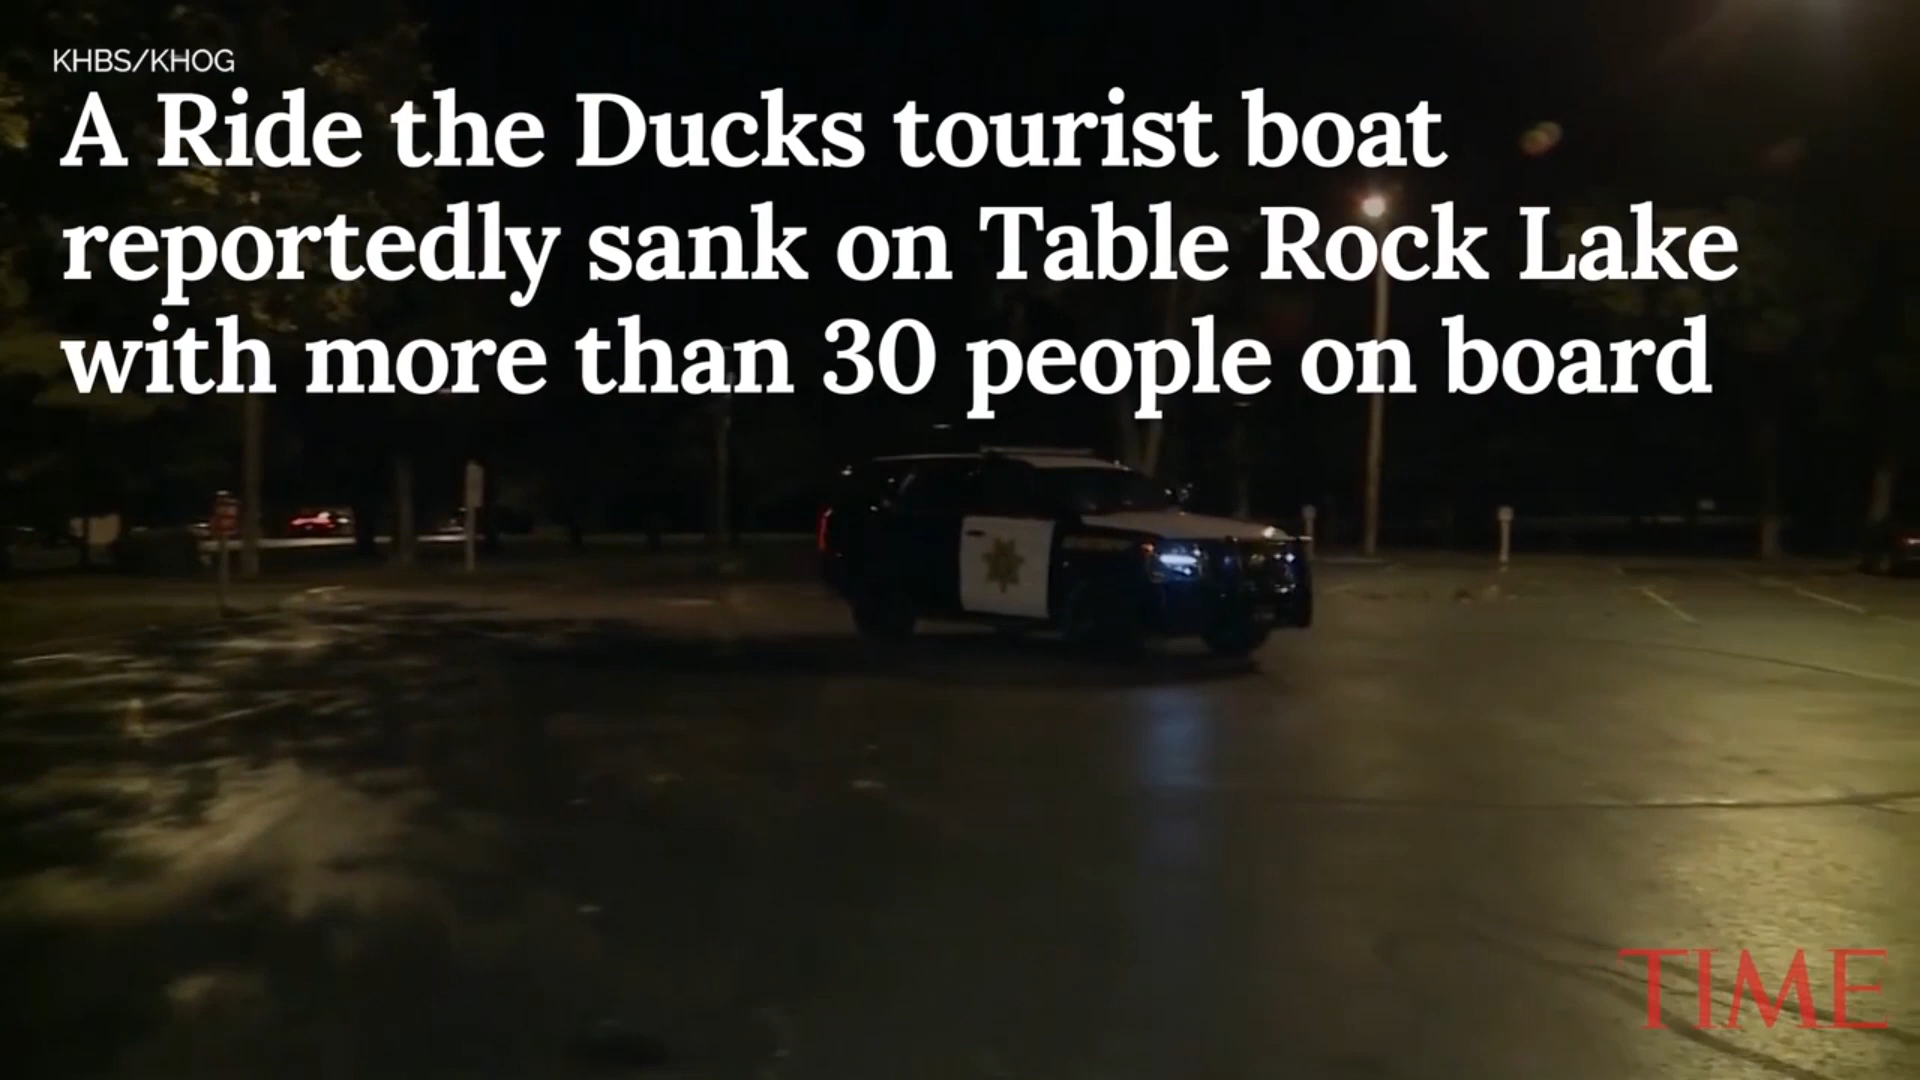 KHBS/KHOG
A Ride the Ducks tourist boat
reportedly sank on Table Rock Lake
with more than 30 people on board
TIME